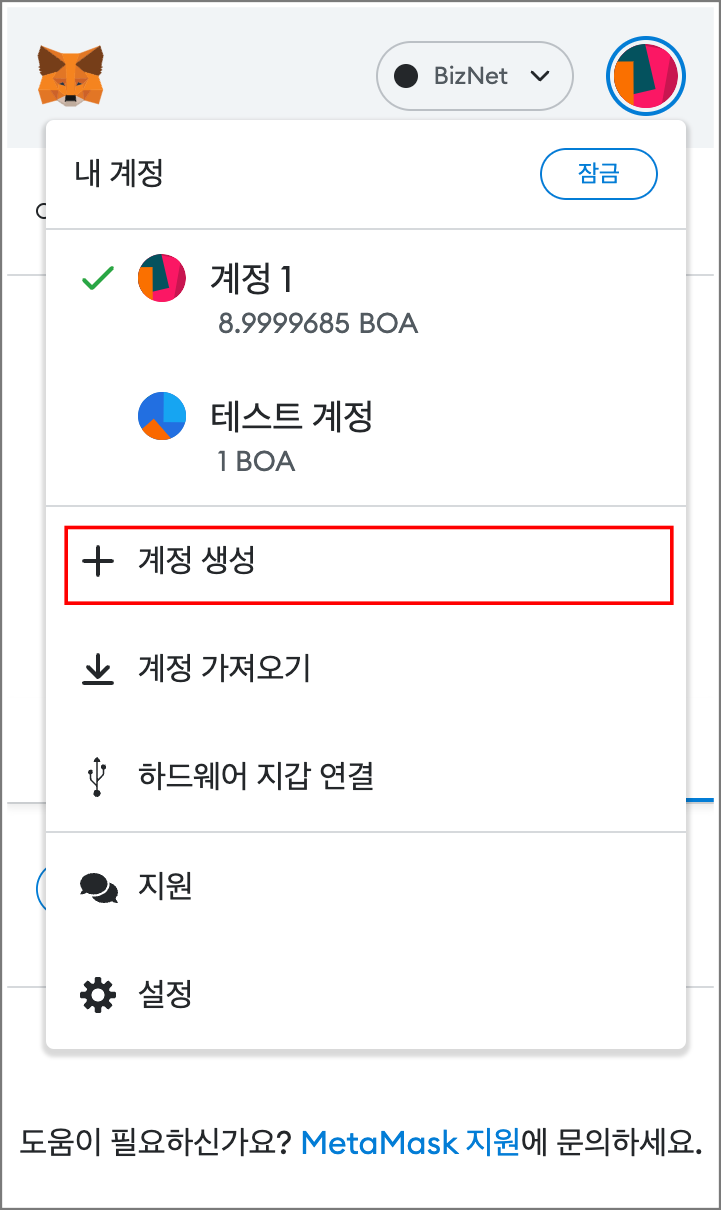 BizNet
내 계정
잠금
계정 1
8.9999685 BOA
테스트 계정
1 BOA
계정 생성
계정 가져오기
하드웨어 지갑 연결
지원
설정
도움이 필요하신가요? MetaMask 지원에 문의하세요.